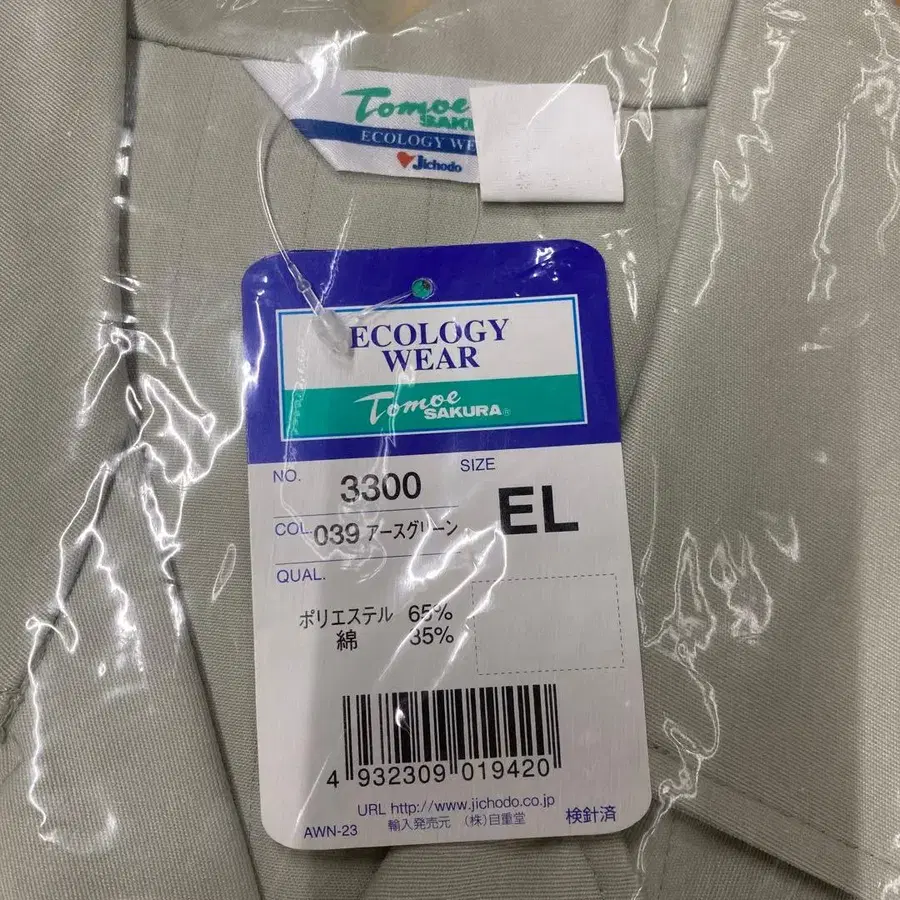 Tomoe
ECOLOGY
Jichodo
ECOLOGY
WEAR
Tomoe
SAKURA®
NO.
3300
SIZE
EL
COL.
039 アースグリーン
QUAL.
ポリエステル 65%
綿 35%
4 932309 019420
URL http://www.jichodo.co.jp
AWN-23
輸入発売元 (株)自重堂
検針済